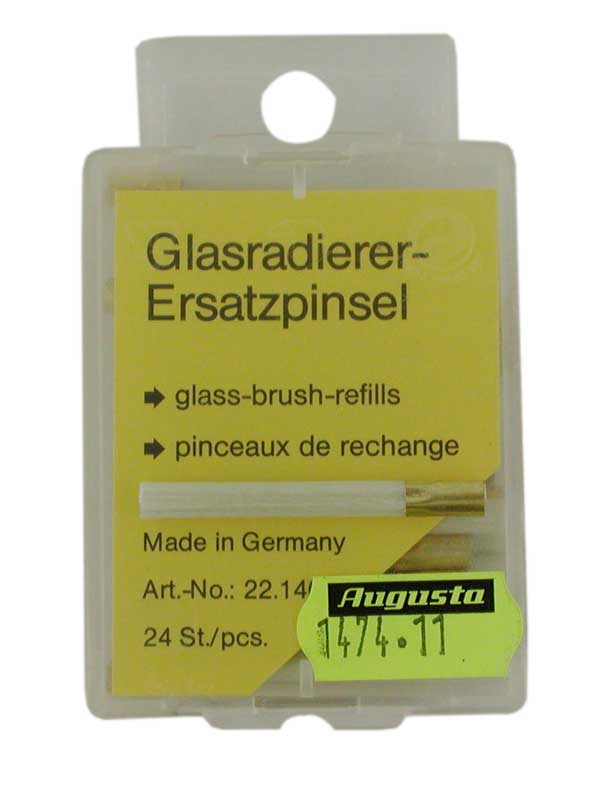 Glasradierer-
Ersatzpinsel
➡ glass-brush-refills
➡ pinceaux de rechange
Made in Germany
Art.-No.: 22.14
24 St./pcs.
Augusta
1474.11